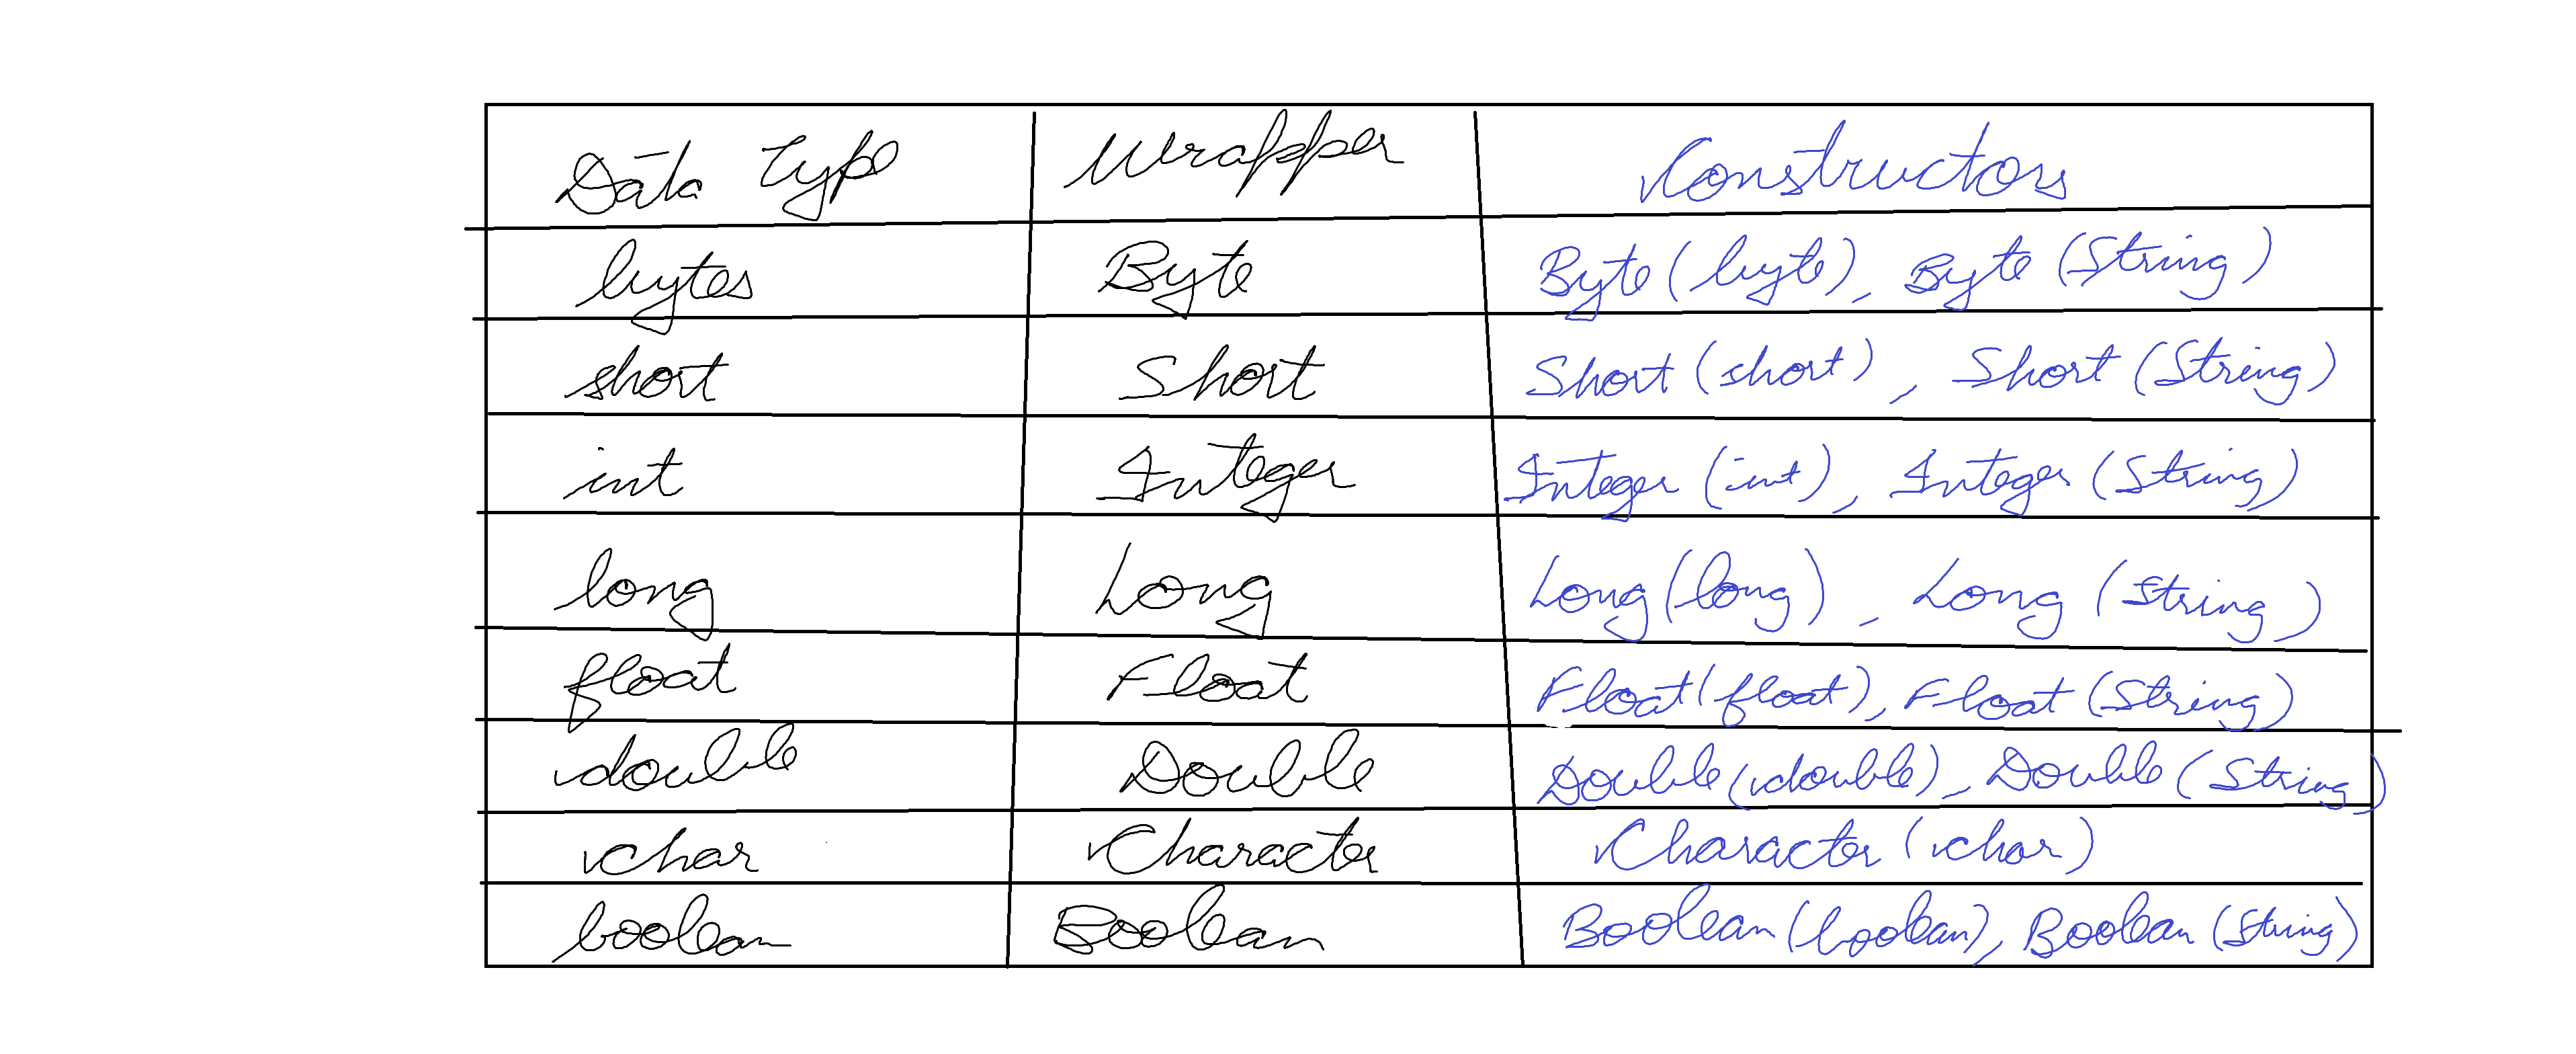 Data type Wrapper Constructors
bytes Byte Byte (byte), Byte (String)
short Short Short (short), Short (String)
int Integer Integer (int), Integer (String)
long Long Long (long), Long (String)
float Float Float (float), Float (String)
double Double Double (double), Double (String)
char Character Character (char)
boolean Boolean Boolean (boolean), Boolean (String)